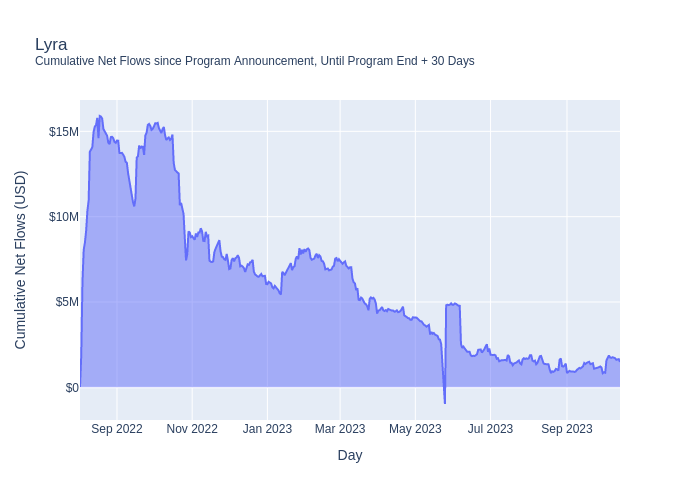 Lyra
Cumulative Net Flows since Program Announcement, Until Program End + 30 Days
Cumulative Net Flows (USD)
$15M
$10M
$5M
$0
Sep 2022 Nov 2022 Jan 2023 Mar 2023 May 2023 Jul 2023 Sep 2023
Day